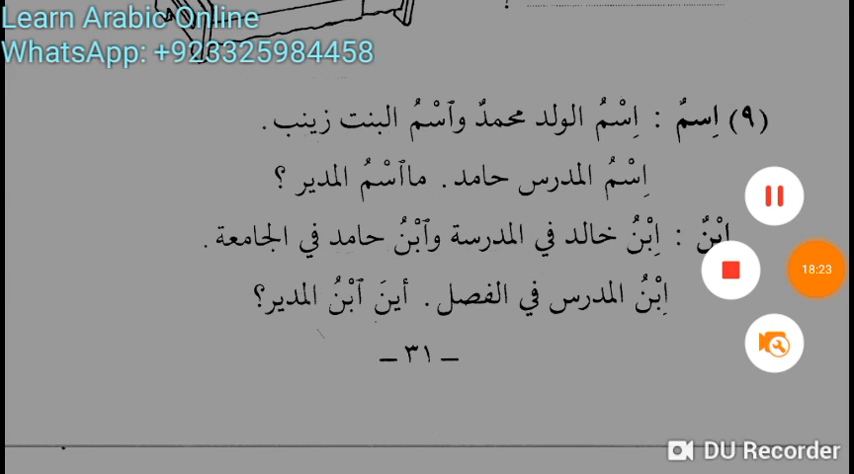 Learn Arabic Online
WhatsApp: +923325984458
(٩) إِسمٌ : إِسْمُ الولد محمدٌ وٱسْمُ البنت زينب .
إِسْمُ المدرس حامد . ماٱسْمُ المدير ؟
إِبْنٌ : إِبْنُ خالد في المدرسة وٱبْنُ حامد في الجامعة .
إِبْنُ المدرس في الفصل . أينَ ٱبْنُ المدير؟
– ٣١ –
18:23
DU Recorder